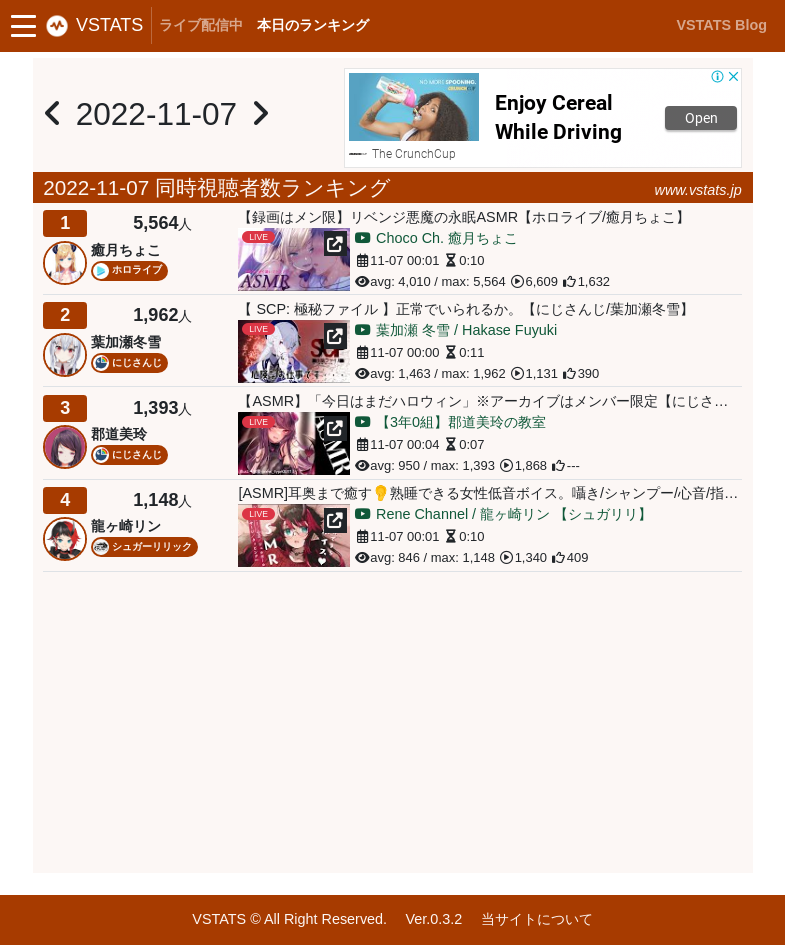 VSTATS ライブ配信中 本日のランキング VSTATS Blog
2022-11-07
NO MORE SPOONING.
CRUNCHCUP
Enjoy Cereal
While Driving
Open
The CrunchCup
2022-11-07 同時視聴者数ランキング www.vstats.jp
1 5,564人
癒月ちょこ
ホロライブ
【録画はメン限】リベンジ悪魔の永眠ASMR【ホロライブ/癒月ちょこ】
LIVE
ASMR
Choco Ch. 癒月ちょこ
11-07 00:01 0:10
avg: 4,010 / max: 5,564 6,609 1,632
2 1,962人
葉加瀬冬雪
にじさんじ
【 SCP: 極秘ファイル 】正常でいられるか。【にじさんじ/葉加瀬冬雪】
LIVE
葉加瀬 冬雪 / Hakase Fuyuki
11-07 00:00 0:11
avg: 1,463 / max: 1,962 1,131 390
3 1,393人
郡道美玲
にじさんじ
【ASMR】「今日はまだハロウィン」※アーカイブはメンバー限定【にじさ…
LIVE
ASMR
【3年0組】郡道美玲の教室
11-07 00:04 0:07
avg: 950 / max: 1,393 1,868 ---
4 1,148人
龍ヶ崎リン
シュガーリリック
[ASMR]耳奥まで癒す👂熟睡できる女性低音ボイス。囁き/シャンプー/心音/指…
LIVE
Rene Channel / 龍ヶ崎リン 【シュガリリ】
11-07 00:01 0:10
avg: 846 / max: 1,148 1,340 409
VSTATS © All Right Reserved. Ver.0.3.2 当サイトについて